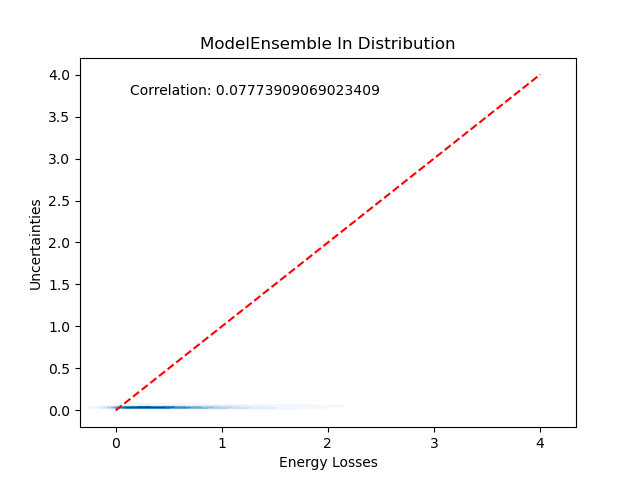 ModelEnsemble In Distribution
Correlation: 0.07773909069023409
Uncertainties
4.0
3.5
3.0
2.5
2.0
1.5
1.0
0.5
0.0
0 1 2 3 4
Energy Losses